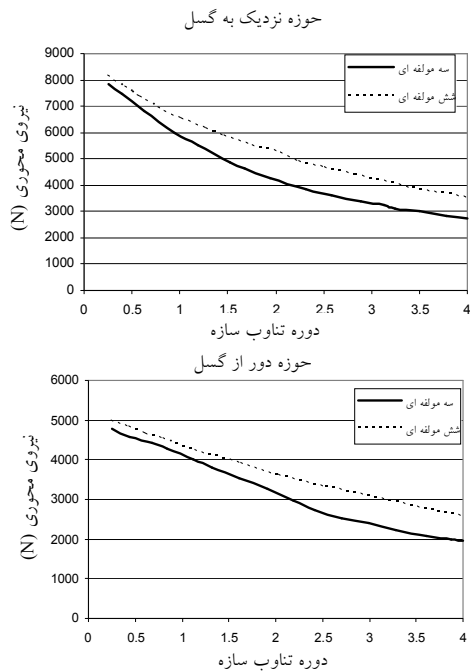 حوزه نزدیک به گسل
9000
8000
7000
6000
5000
4000
3000
2000
1000
0
نیروی محوری (N)
سه مولفه ای
شش مولفه ای
0 0.5 1 1.5 2 2.5 3 3.5 4
دوره تناوب سازه
حوزه دور از گسل
6000
5000
4000
3000
2000
1000
0
نیروی محوری (N)
سه مولفه ای
شش مولفه ای
0 0.5 1 1.5 2 2.5 3 3.5 4
دوره تناوب سازه